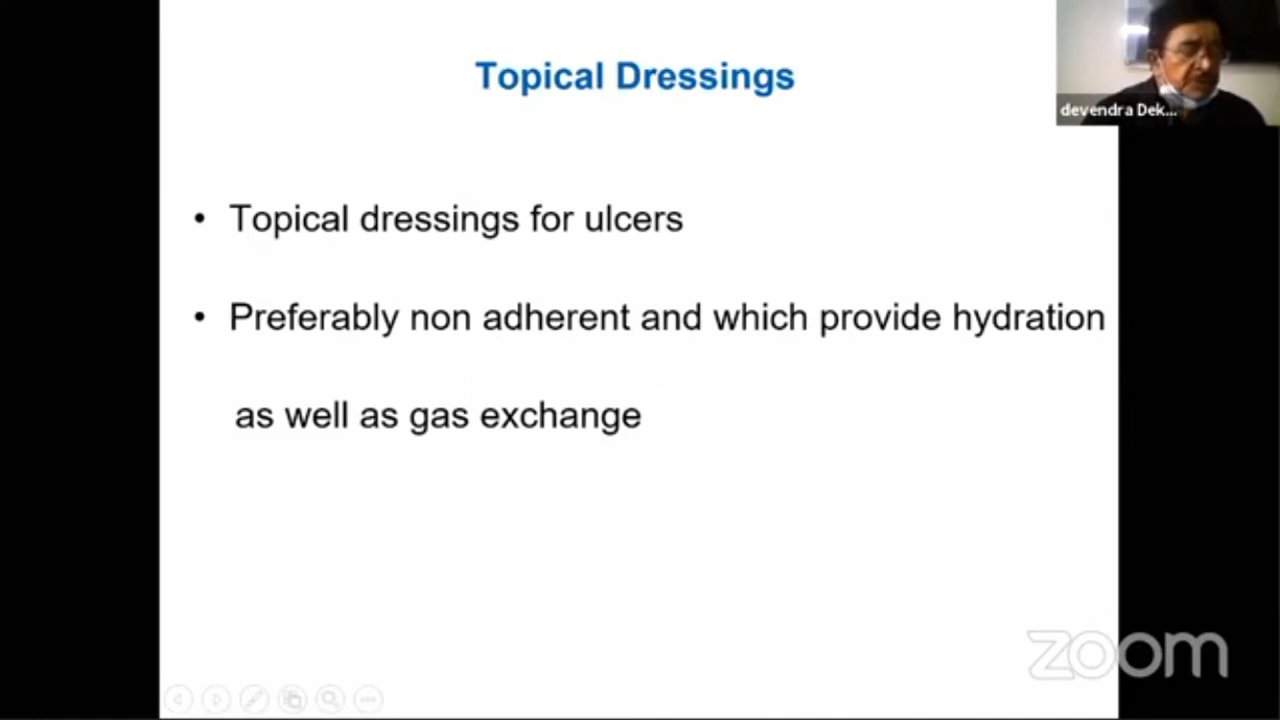 Topical Dressings
devendra Dek...
• Topical dressings for ulcers
• Preferably non adherent and which provide hydration
as well as gas exchange
zoom